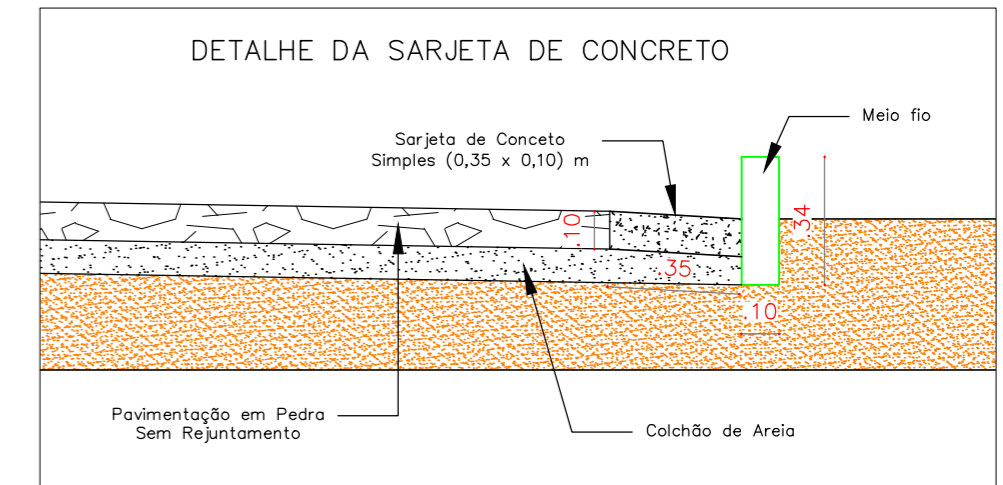 DETALHE DA SARJETA DE CONCRETO
Meio fio
Sarjeta de Conceto
Simples (0,35 x 0,10) m
.10
.34
.35
.10
Pavimentação em Pedra
Sem Rejuntamento
Colchão de Areia